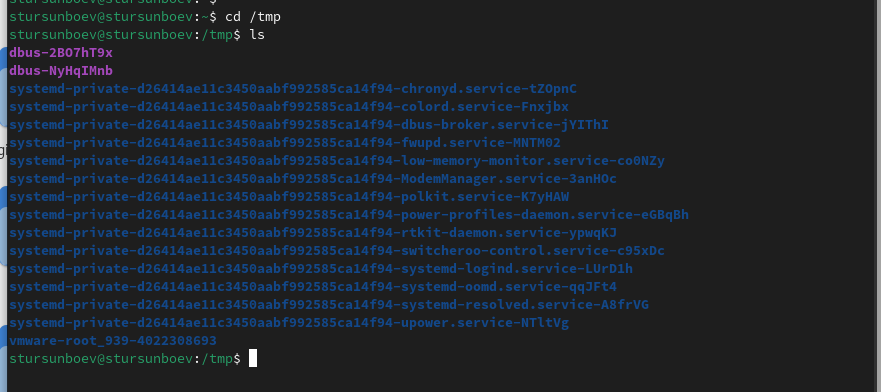 stursunboev@stursunboev:~$ cd /tmp
stursunboev@stursunboev:/tmp$ ls
dbus-2BO7hT9x
dbus-NyHqIMnb
systemd-private-d26414ae11c3450aabf992585ca14f94-chronyd.service-tZOpnC
systemd-private-d26414ae11c3450aabf992585ca14f94-colord.service-Fnxjbx
systemd-private-d26414ae11c3450aabf992585ca14f94-dbus-broker.service-jYIThI
systemd-private-d26414ae11c3450aabf992585ca14f94-fwupd.service-MNTM02
systemd-private-d26414ae11c3450aabf992585ca14f94-low-memory-monitor.service-co0NZy
systemd-private-d26414ae11c3450aabf992585ca14f94-ModemManager.service-3anHOc
systemd-private-d26414ae11c3450aabf992585ca14f94-polkit.service-K7yHAW
systemd-private-d26414ae11c3450aabf992585ca14f94-power-profiles-daemon.service-eGBqBh
systemd-private-d26414ae11c3450aabf992585ca14f94-rtkit-daemon.service-ypwqKJ
systemd-private-d26414ae11c3450aabf992585ca14f94-switcheroo-control.service-c95xDc
systemd-private-d26414ae11c3450aabf992585ca14f94-systemd-logind.service-LUrD1h
systemd-private-d26414ae11c3450aabf992585ca14f94-systemd-oomd.service-qqJFt4
systemd-private-d26414ae11c3450aabf992585ca14f94-systemd-resolved.service-A8frVG
systemd-private-d26414ae11c3450aabf992585ca14f94-upower.service-NTltVg
vmware-root_939-4022308693
stursunboev@stursunboev:/tmp$